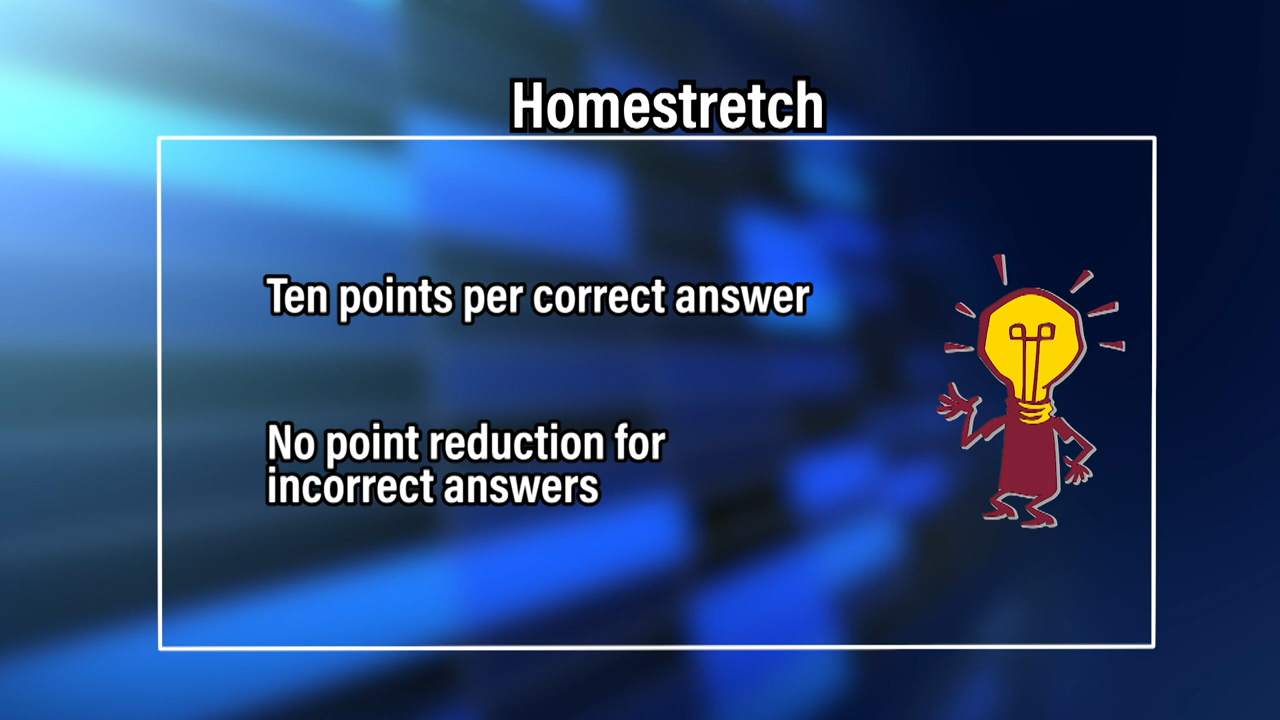 Homestretch
Ten points per correct answer
No point reduction for
incorrect answers